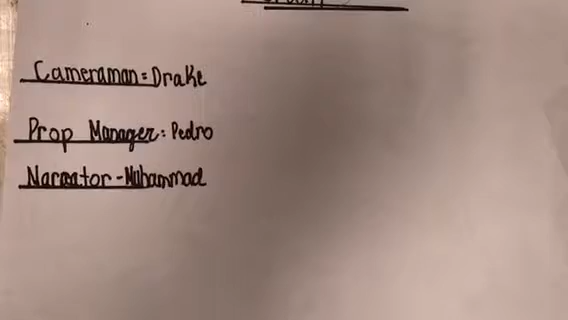 Cameraman = Drake
Prop Manager: Pedro
Narrator - Muhammad